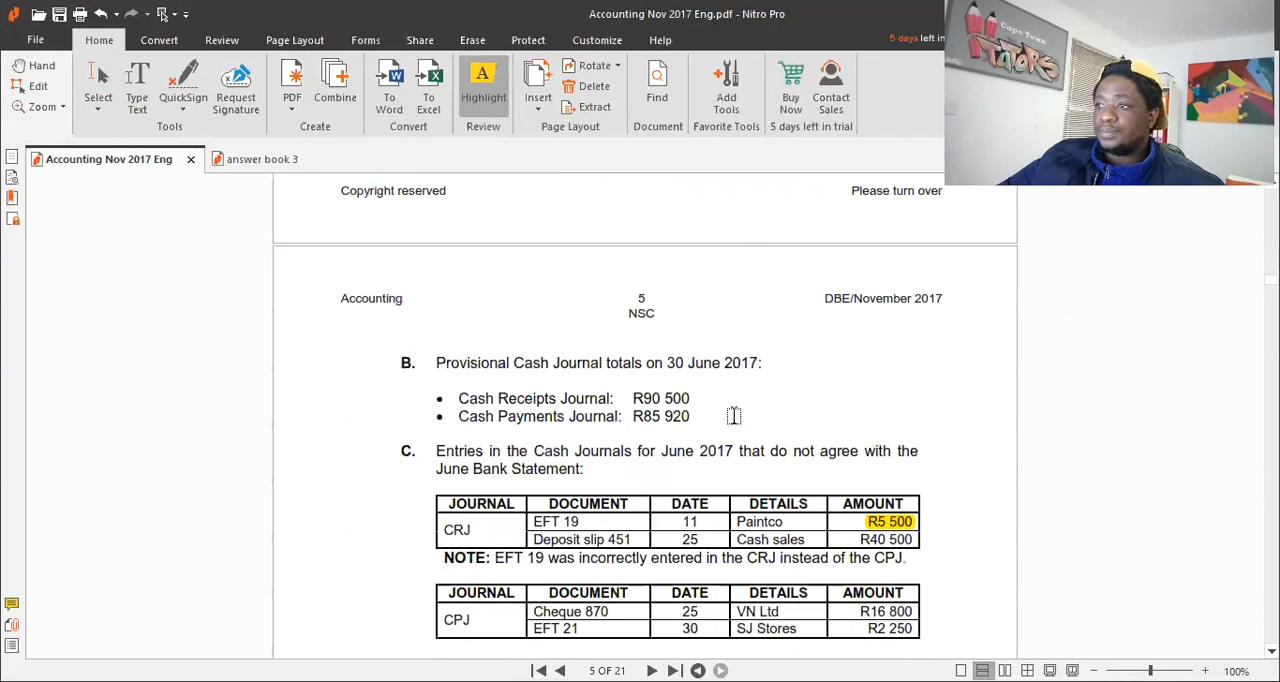 Accounting Nov 2017 Eng.pdf - Nitro Pro
File Home Convert Review Page Layout Forms Share Erase Protect Customize Help
5 days left in
Hand
Edit
Zoom
Select
Type Text
QuickSign
Request Signature
Tools
PDF
Combine
Create
To Word
To Excel
Convert
Highlight
Review
Insert
Rotate
Delete
Extract
Page Layout
Find
Document
Add Tools
Favorite Tools
Buy Now
Contact Sales
5 days left in trial
Cape Town
TUTORS
Accounting Nov 2017 Eng
answer book 3
Copyright reserved Please turn over
Accounting 5 DBE/November 2017
NSC
B. Provisional Cash Journal totals on 30 June 2017:
• Cash Receipts Journal: R90 500
• Cash Payments Journal: R85 920
C. Entries in the Cash Journals for June 2017 that do not agree with the
June Bank Statement:
JOURNAL DOCUMENT DATE DETAILS AMOUNT
CRJ
EFT 19 11 Paintco R5 500
Deposit slip 451 25 Cash sales R40 500
NOTE: EFT 19 was incorrectly entered in the CRJ instead of the CPJ.
JOURNAL DOCUMENT DATE DETAILS AMOUNT
CPJ
Cheque 870 25 VN Ltd R16 800
EFT 21 30 SJ Stores R2 250
5 OF 21
100%